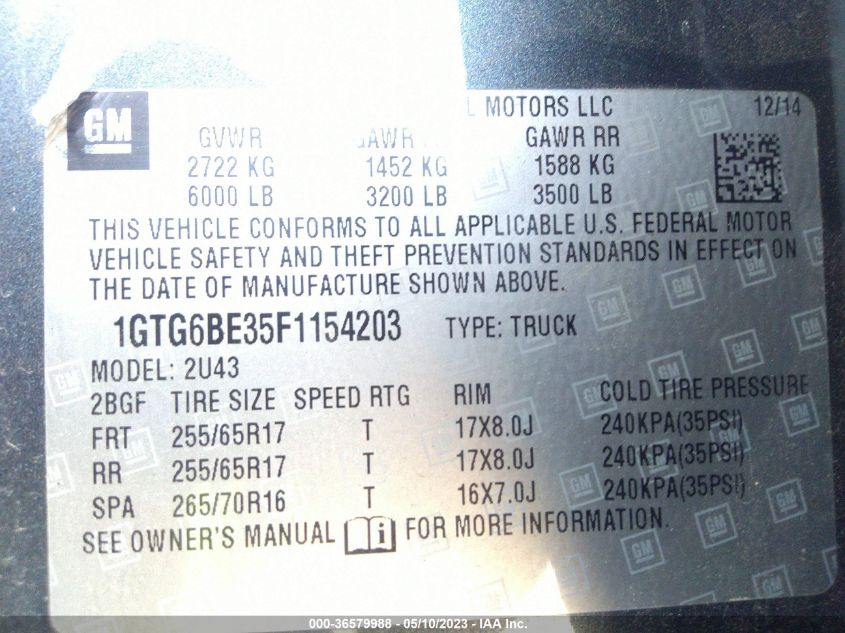 GM
MOTORS LLC 12/14
GVWR GAWR GAWR RR
2722 KG 1452 KG 1588 KG
6000 LB 3200 LB 3500 LB
THIS VEHICLE CONFORMS TO ALL APPLICABLE U.S. FEDERAL MOTOR
VEHICLE SAFETY AND THEFT PREVENTION STANDARDS IN EFFECT ON
THE DATE OF MANUFACTURE SHOWN ABOVE.
1GTG6BE35F1154203 TYPE: TRUCK
MODEL: 2U43
2BGF TIRE SIZE SPEED RTG RIM COLD TIRE PRESSURE
FRT 255/65R17 T 17X8.0J 240KPA(35PSI)
RR 255/65R17 T 17X8.0J 240KPA(35PSI)
SPA 265/70R16 T 16X7.0J 240KPA(35PSI)
SEE OWNER'S MANUAL FOR MORE INFORMATION.
000-36579988 - 05/10/2023 - IAA Inc.